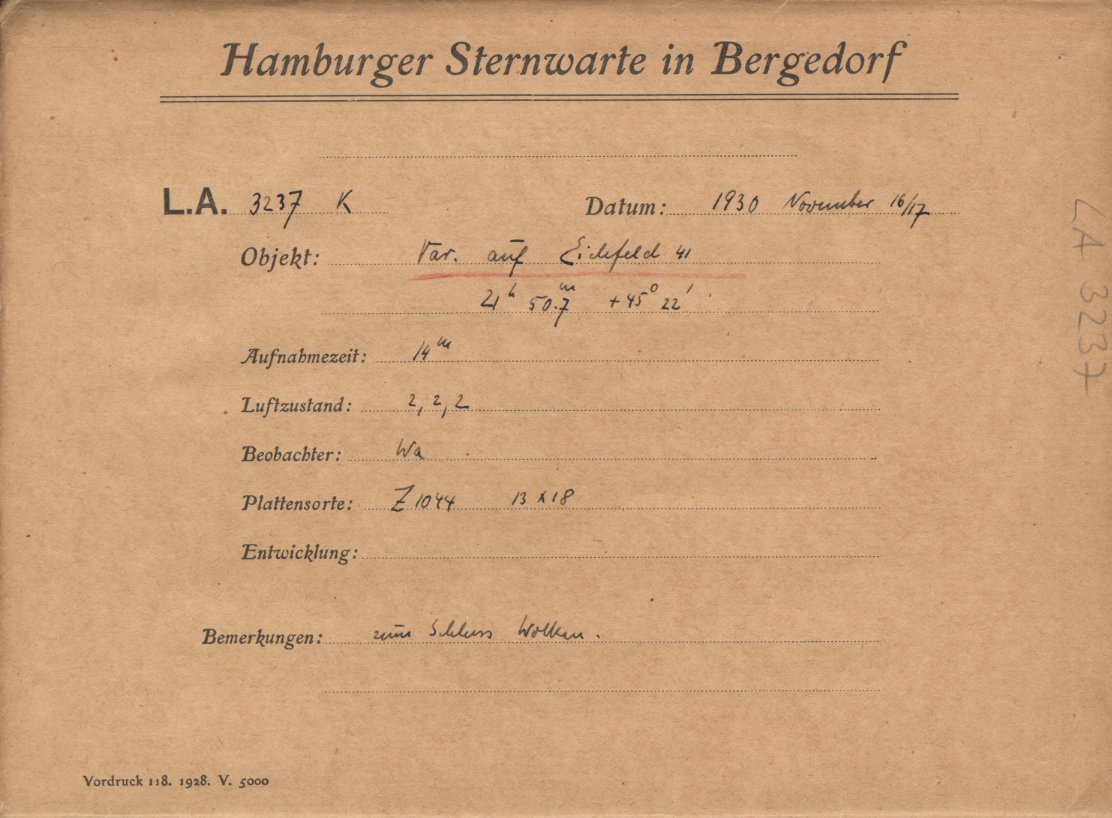 Hamburger Sternwarte in Bergedorf
L.A. 3237 K Datum: 1930 November 16/17
Objekt: Var. auf Eichfeld 41
21h 50.7m +45° 22'
Aufnahmezeit: 14m
Luftzustand: 2, 2, 2
Beobachter: Wa
Plattensorte: Z 1044 13 x 18
Entwicklung:
Bemerkungen: zum Schluss Wolken.
Vordruck 118. 1928. V. 5000
LA 3237